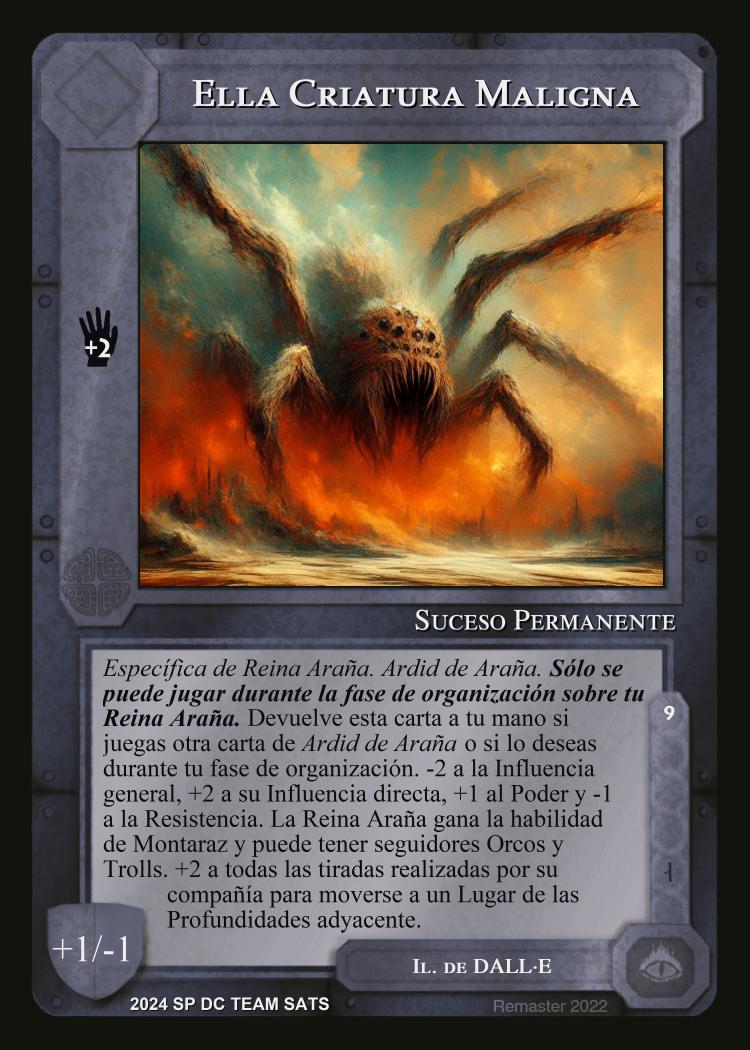 Ella Criatura Maligna
+2
Suceso Permanente
Específica de Reina Araña. Ardid de Araña. Sólo se
puede jugar durante la fase de organización sobre tu
Reina Araña. Devuelve esta carta a tu mano si
juegas otra carta de Ardid de Araña o si lo deseas
durante tu fase de organización. -2 a la Influencia
general, +2 a su Influencia directa, +1 al Poder y -1
a la Resistencia. La Reina Araña gana la habilidad
de Montaraz y puede tener seguidores Orcos y
Trolls. +2 a todas las tiradas realizadas por su
compañía para moverse a un Lugar de las
Profundidades adyacente.
9
+1/-1
Il. de DALL·E
2024 SP DC TEAM SATS
Remaster 2022